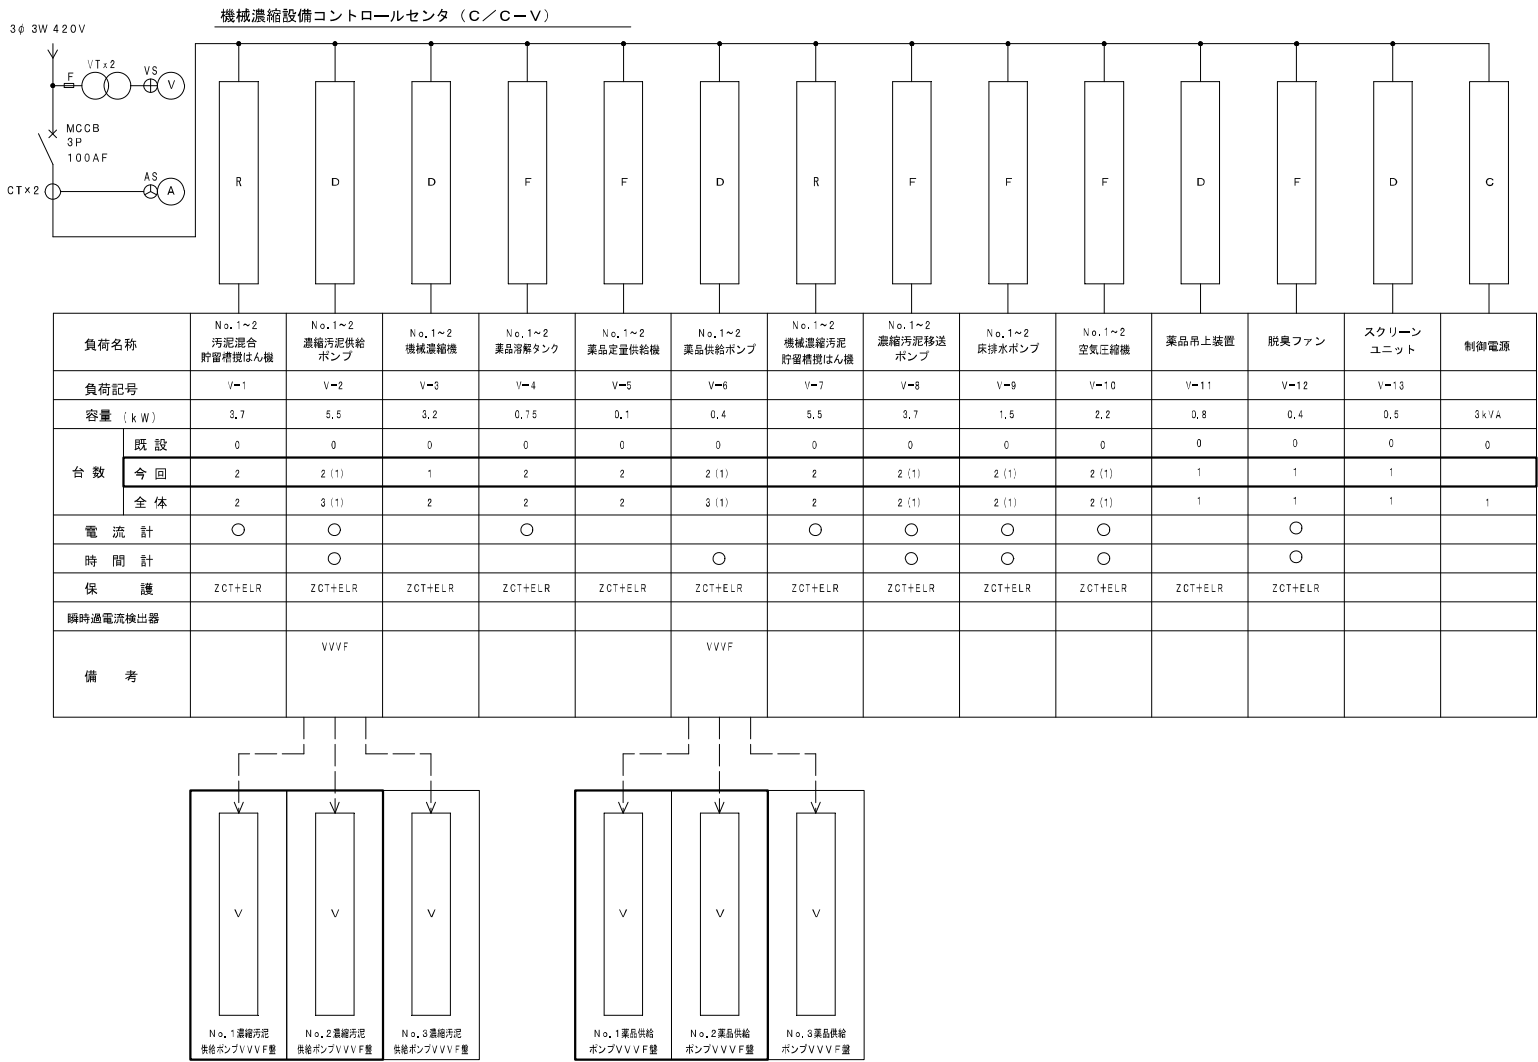 機械濃縮設備コントロールセンタ（C／C－V）
3φ 3W 420V
F
VT×2
VS
V
MCCB
3P
100AF
CT×2
AS
A
R
D
D
F
F
D
R
F
F
F
D
F
D
C
負荷名称
No.1~2
汚泥混合
貯留槽攪はん機
No.1~2
濃縮汚泥供給
ポンプ
No.1~2
機械濃縮機
No.1~2
薬品溶解タンク
No.1~2
薬品定量供給機
No.1~2
薬品供給ポンプ
No.1~2
機械濃縮汚泥
貯留槽攪はん機
No.1~2
濃縮汚泥移送
ポンプ
No.1~2
床排水ポンプ
No.1~2
空気圧縮機
薬品吊上装置
脱臭ファン
スクリーン
ユニット
制御電源
負荷記号 V-1 V-2 V-3 V-4 V-5 V-6 V-7 V-8 V-9 V-10 V-11 V-12 V-13
容量 (kW) 3.7 5.5 3.2 0.75 0.1 0.4 5.5 3.7 1.5 2.2 0.8 0.4 0.5 3kVA
台数
既設 0 0 0 0 0 0 0 0 0 0 0 0 0 0
今回 2 2(1) 1 2 2 2(1) 2 2(1) 2(1) 2(1) 1 1 1
全体 2 3(1) 2 2 2 3(1) 2 2(1) 2(1) 2(1) 1 1 1 1
電流計 ○ ○ ○ ○ ○ ○ ○ ○
時間計 ○ ○ ○ ○ ○ ○
保護 ZCT+ELR ZCT+ELR ZCT+ELR ZCT+ELR ZCT+ELR ZCT+ELR ZCT+ELR ZCT+ELR ZCT+ELR ZCT+ELR ZCT+ELR ZCT+ELR
瞬時過電流検出器
備考 VVVF VVVF
V
V
V
V
V
V
No.1濃縮汚泥
供給ポンプVVVF盤
No.2濃縮汚泥
供給ポンプVVVF盤
No.3濃縮汚泥
供給ポンプVVVF盤
No.1薬品供給
ポンプVVVF盤
No.2薬品供給
ポンプVVVF盤
No.3薬品供給
ポンプVVVF盤